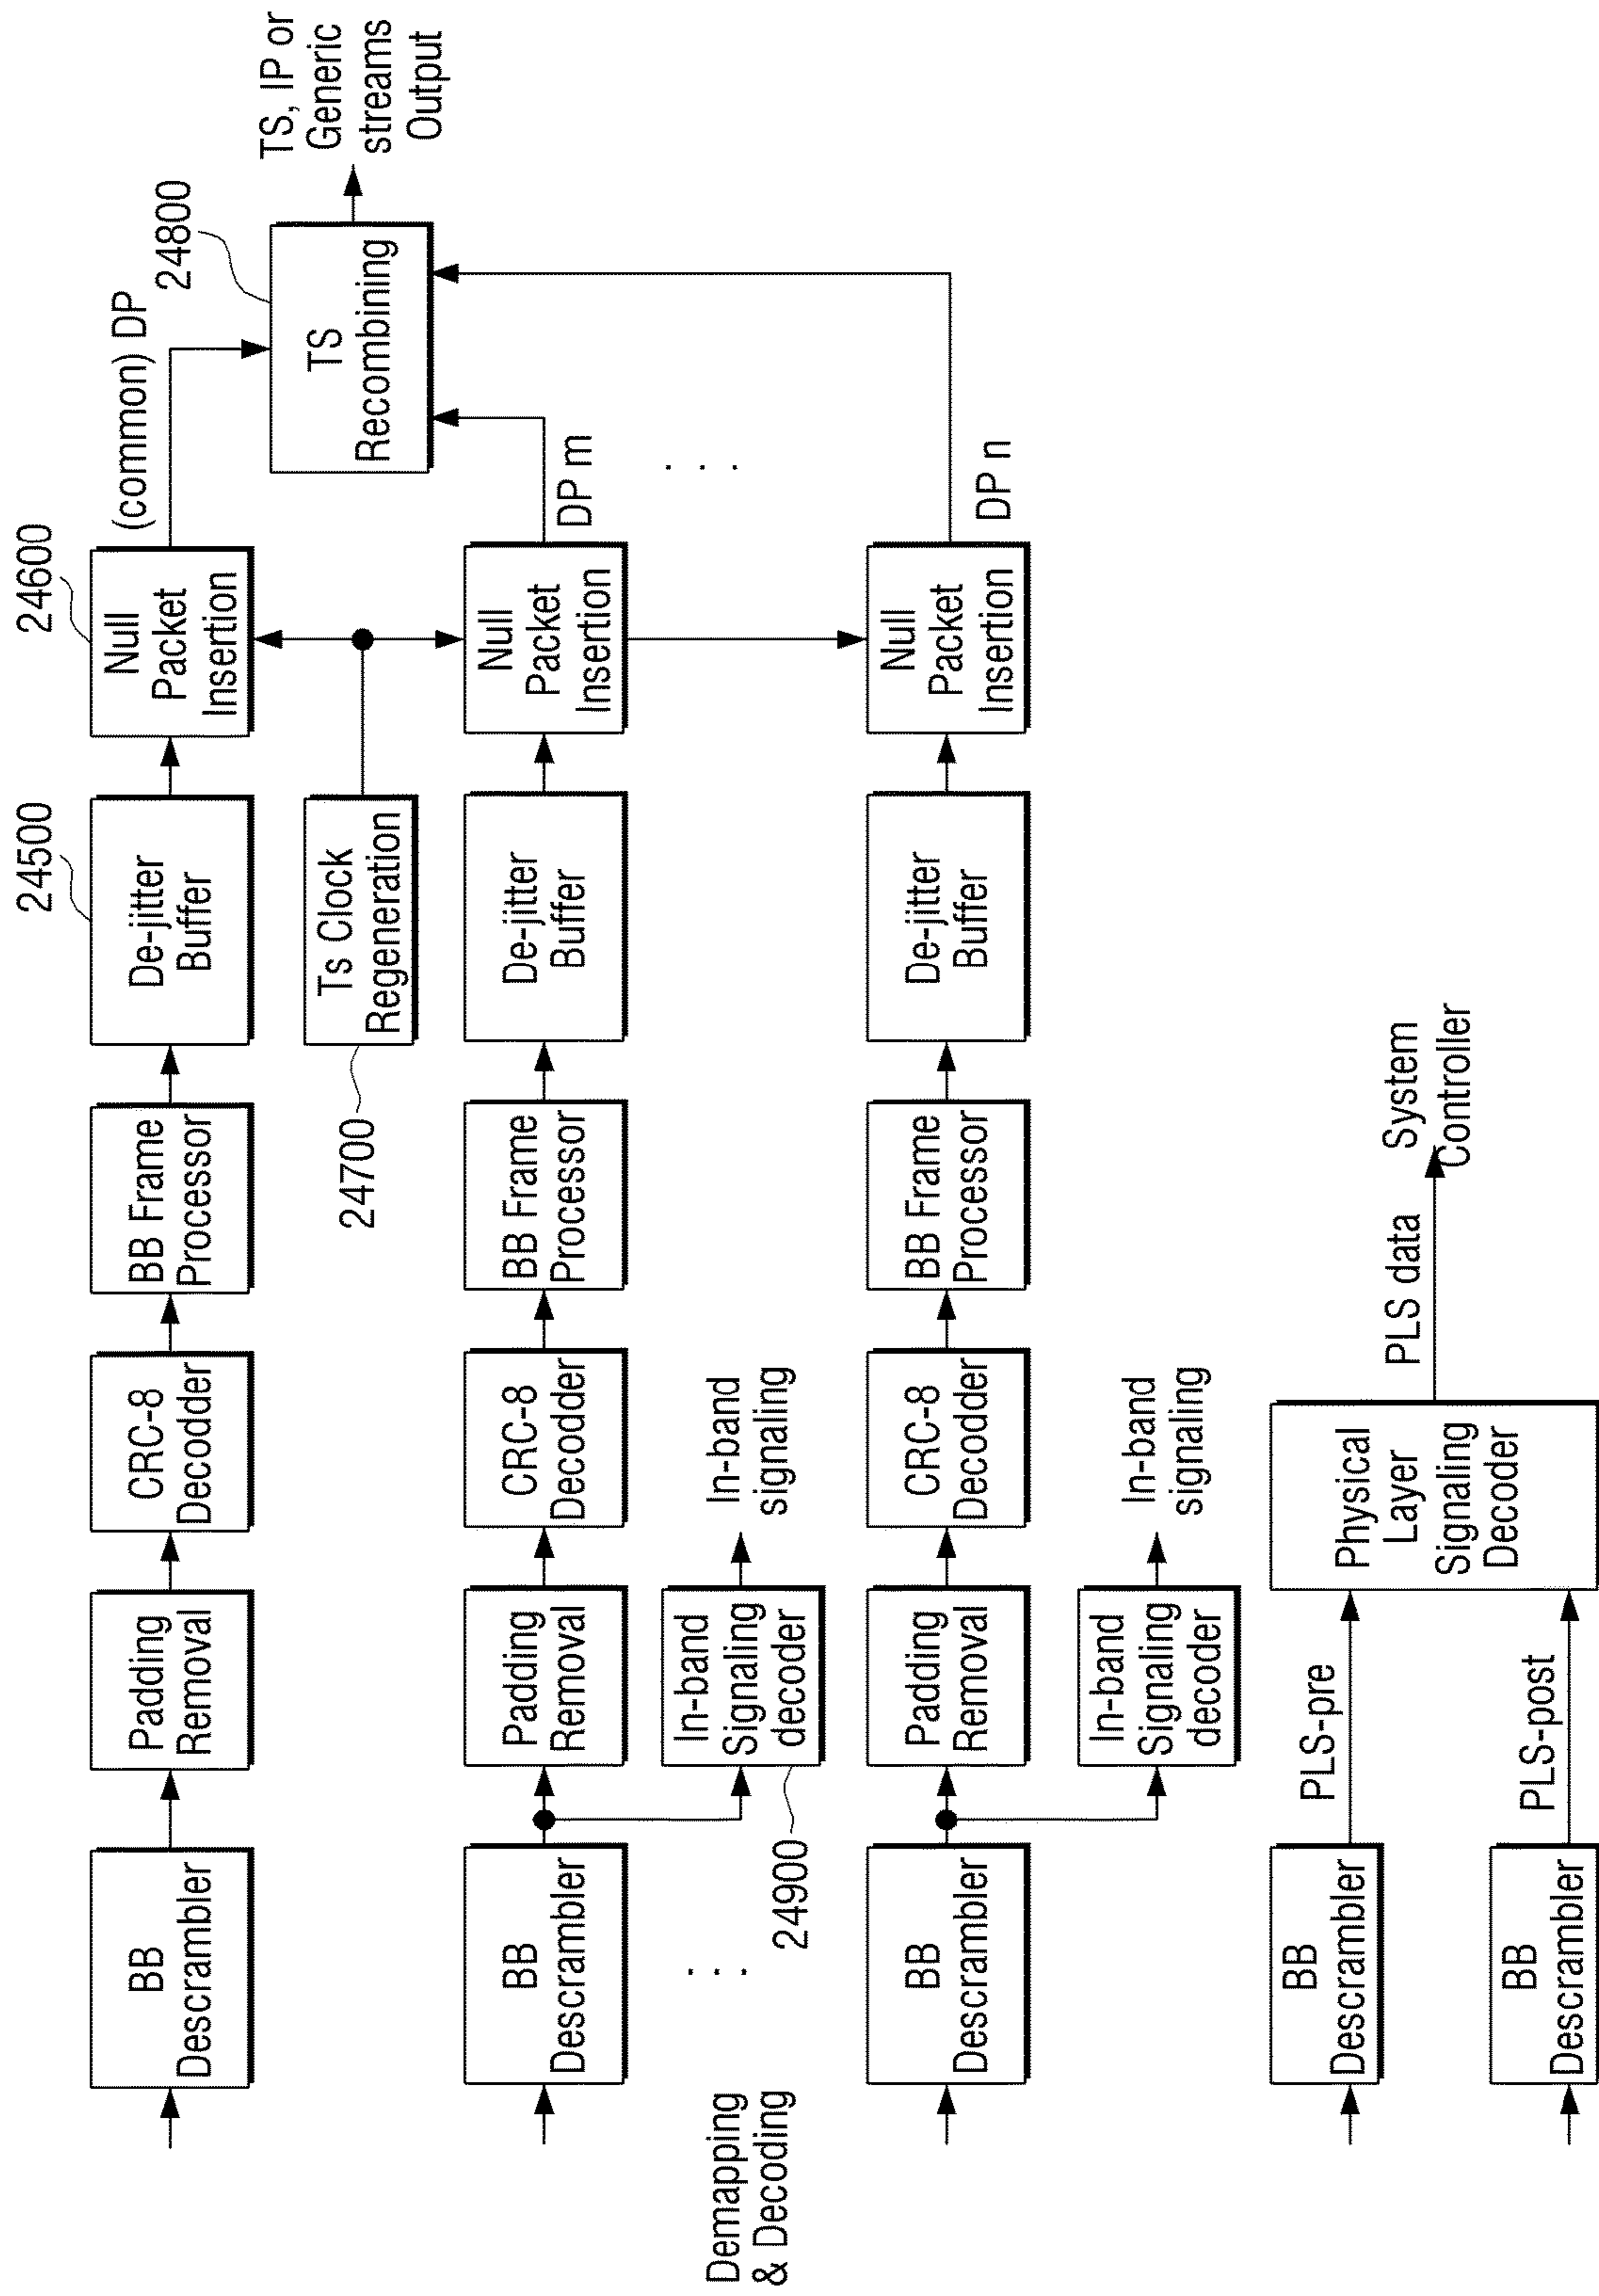 24500
24600
BB
Descrambler
Padding
Removal
CRC-8
Decodder
BB Frame
Processor
De-jitter
Buffer
Null
Packet
Insertion
(common) DP
24800
TS, IP or
Generic
streams
Output
24700
Ts Clock
Regeneration
TS
Recombining
BB
Descrambler
Padding
Removal
CRC-8
Decodder
BB Frame
Processor
De-jitter
Buffer
Null
Packet
Insertion
DP m
Demapping
& Decoding
. . .
24900
In-band
Signaling
decoder
In-band
signaling
. . .
BB
Descrambler
Padding
Removal
CRC-8
Decodder
BB Frame
Processor
De-jitter
Buffer
Null
Packet
Insertion
DP n
In-band
Signaling
decoder
In-band
signaling
BB
Descrambler
PLS-pre
Physical
Layer
Signaling
Decoder
PLS data
System
Controller
BB
Descrambler
PLS-post